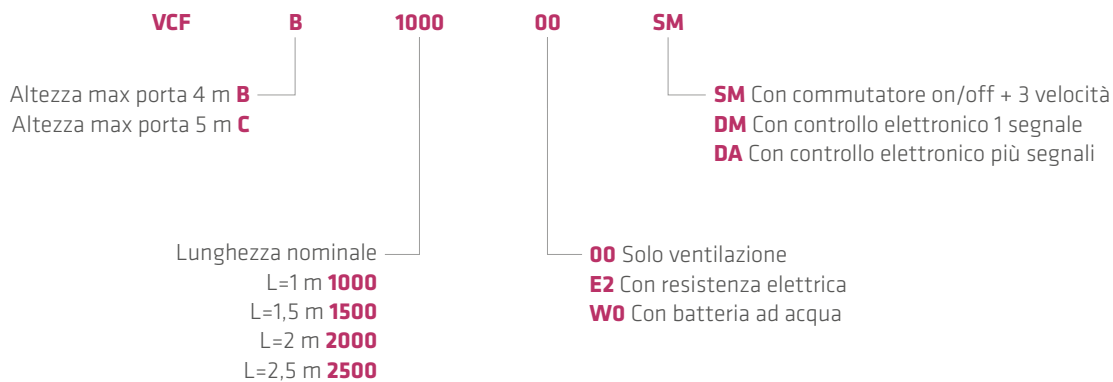 VCF B 1000 00 SM
Altezza max porta 4 m B
Altezza max porta 5 m C
SM Con commutatore on/off + 3 velocità
DM Con controllo elettronico 1 segnale
DA Con controllo elettronico più segnali
Lunghezza nominale
L=1 m 1000
L=1,5 m 1500
L=2 m 2000
L=2,5 m 2500
00 Solo ventilazione
E2 Con resistenza elettrica
W0 Con batteria ad acqua